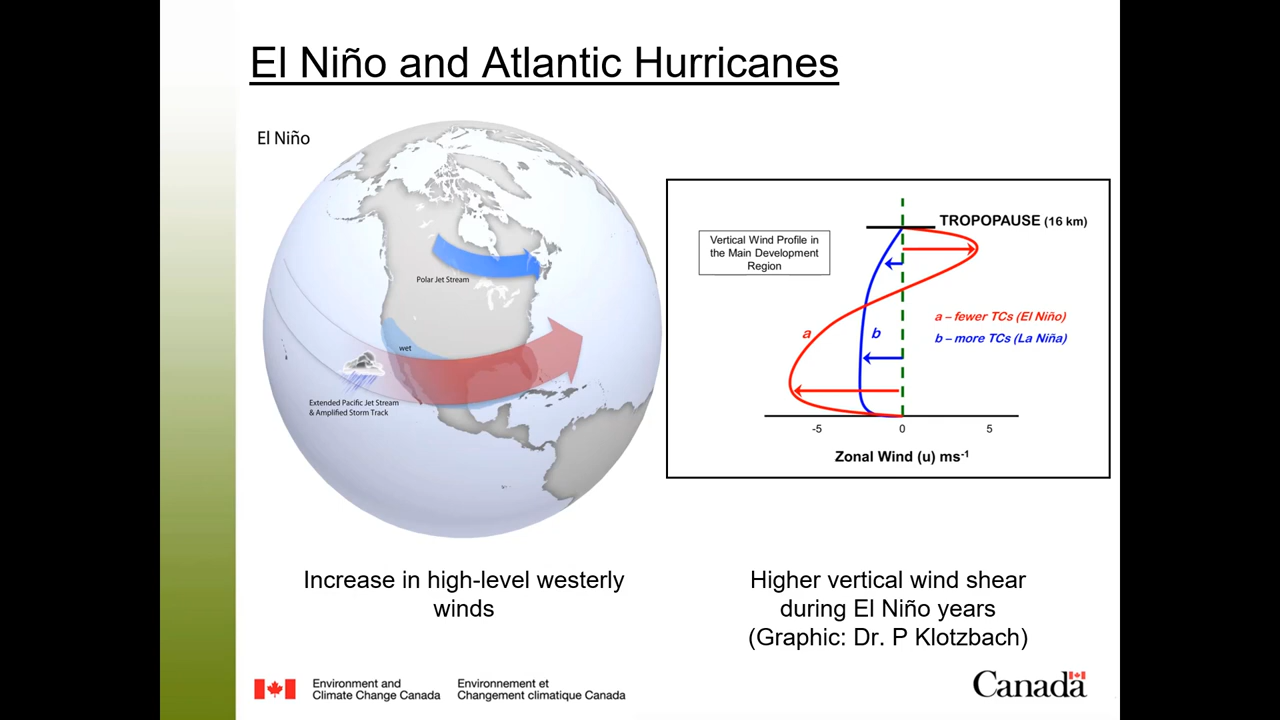 El Niño and Atlantic Hurricanes
El Niño
Polar Jet Stream
wet
Extended Pacific Jet Stream
& Amplified Storm Track
TROPOPAUSE (16 km)
Vertical Wind Profile in
the Main Development
Region
a – fewer TCs (El Niño)
b – more TCs (La Niña)
a
b
-5
0
5
Zonal Wind (u) ms-1
Increase in high-level westerly
winds
Higher vertical wind shear
during El Niño years
(Graphic: Dr. P Klotzbach)
Environment and
Climate Change Canada
Environnement et
Changement climatique Canada
Canada